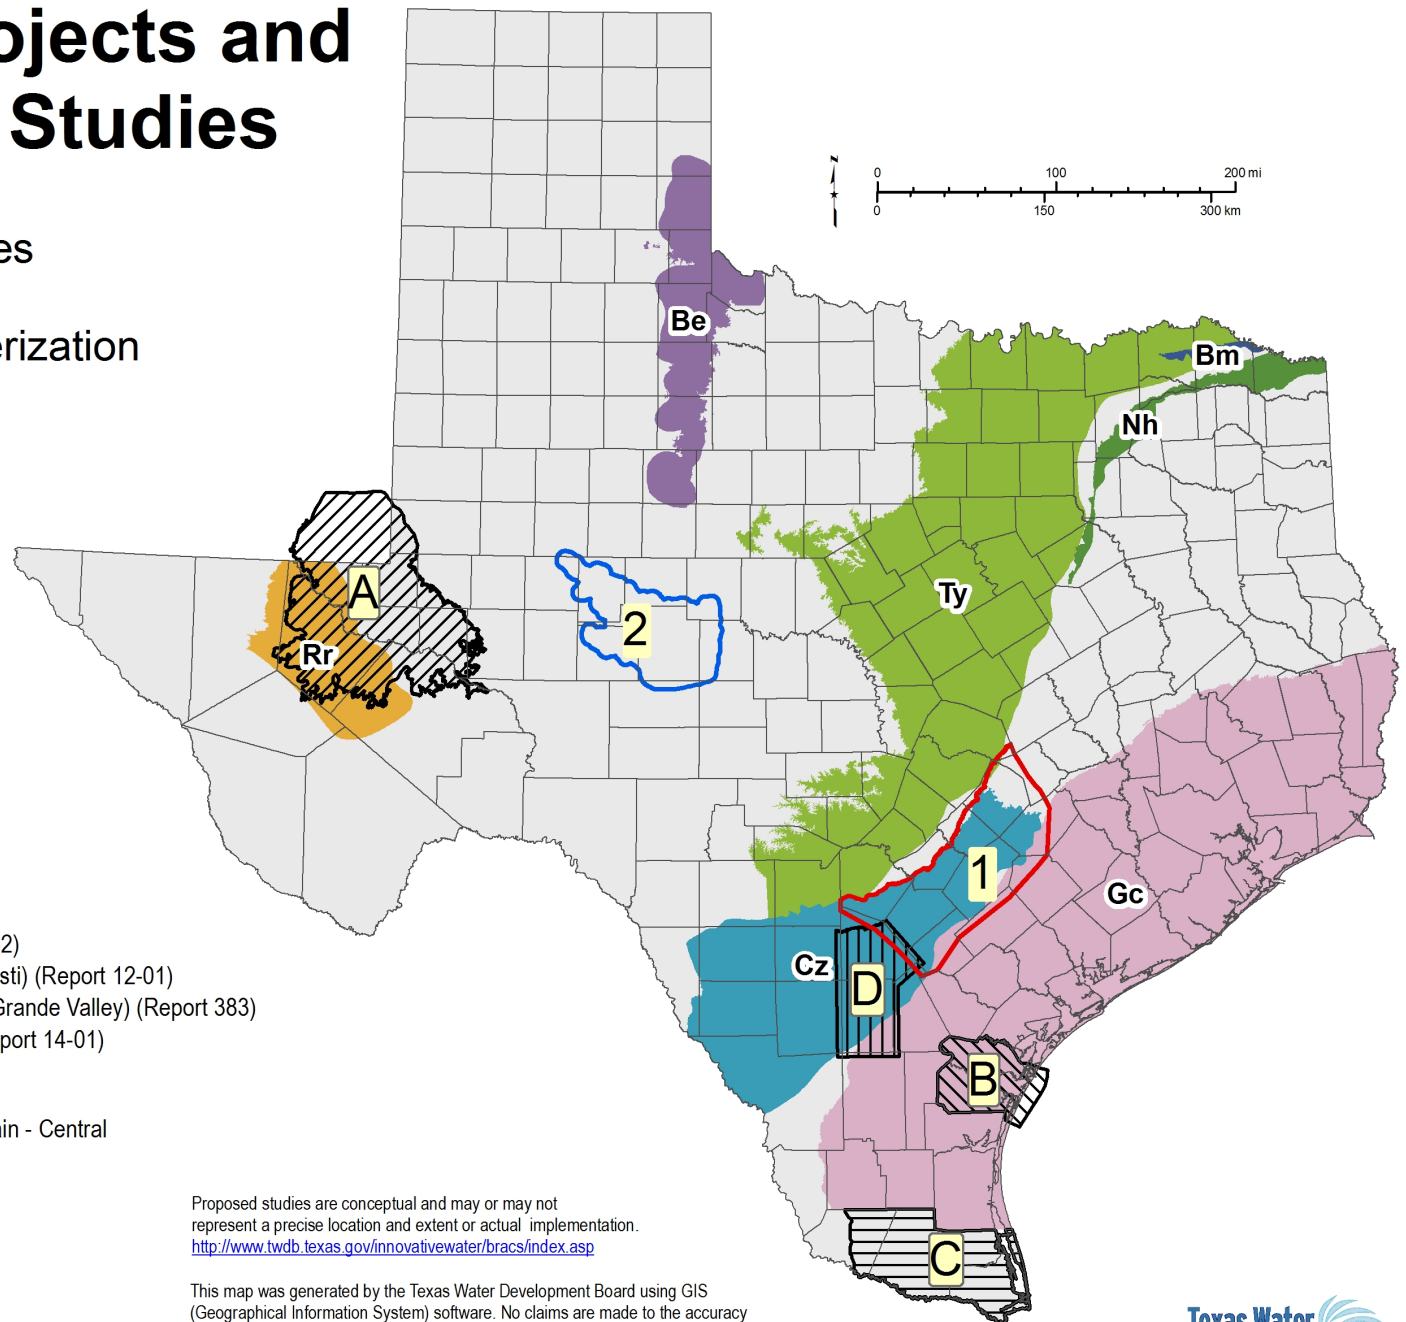 ojects and
Studies
N
0 100 200 mi
0 150 300 km
es
erization
Be
Bm
Nh
A
2
Ty
Rr
1
Gc
Cz
D
B
C
2)
sti) (Report 12-01)
Grande Valley) (Report 383)
port 14-01)
in - Central
Proposed studies are conceptual and may or may not
represent a precise location and extent or actual implementation.
http://www.twdb.texas.gov/innovativewater/bracs/index.asp
This map was generated by the Texas Water Development Board using GIS
(Geographical Information System) software. No claims are made to the accuracy
Texas Water